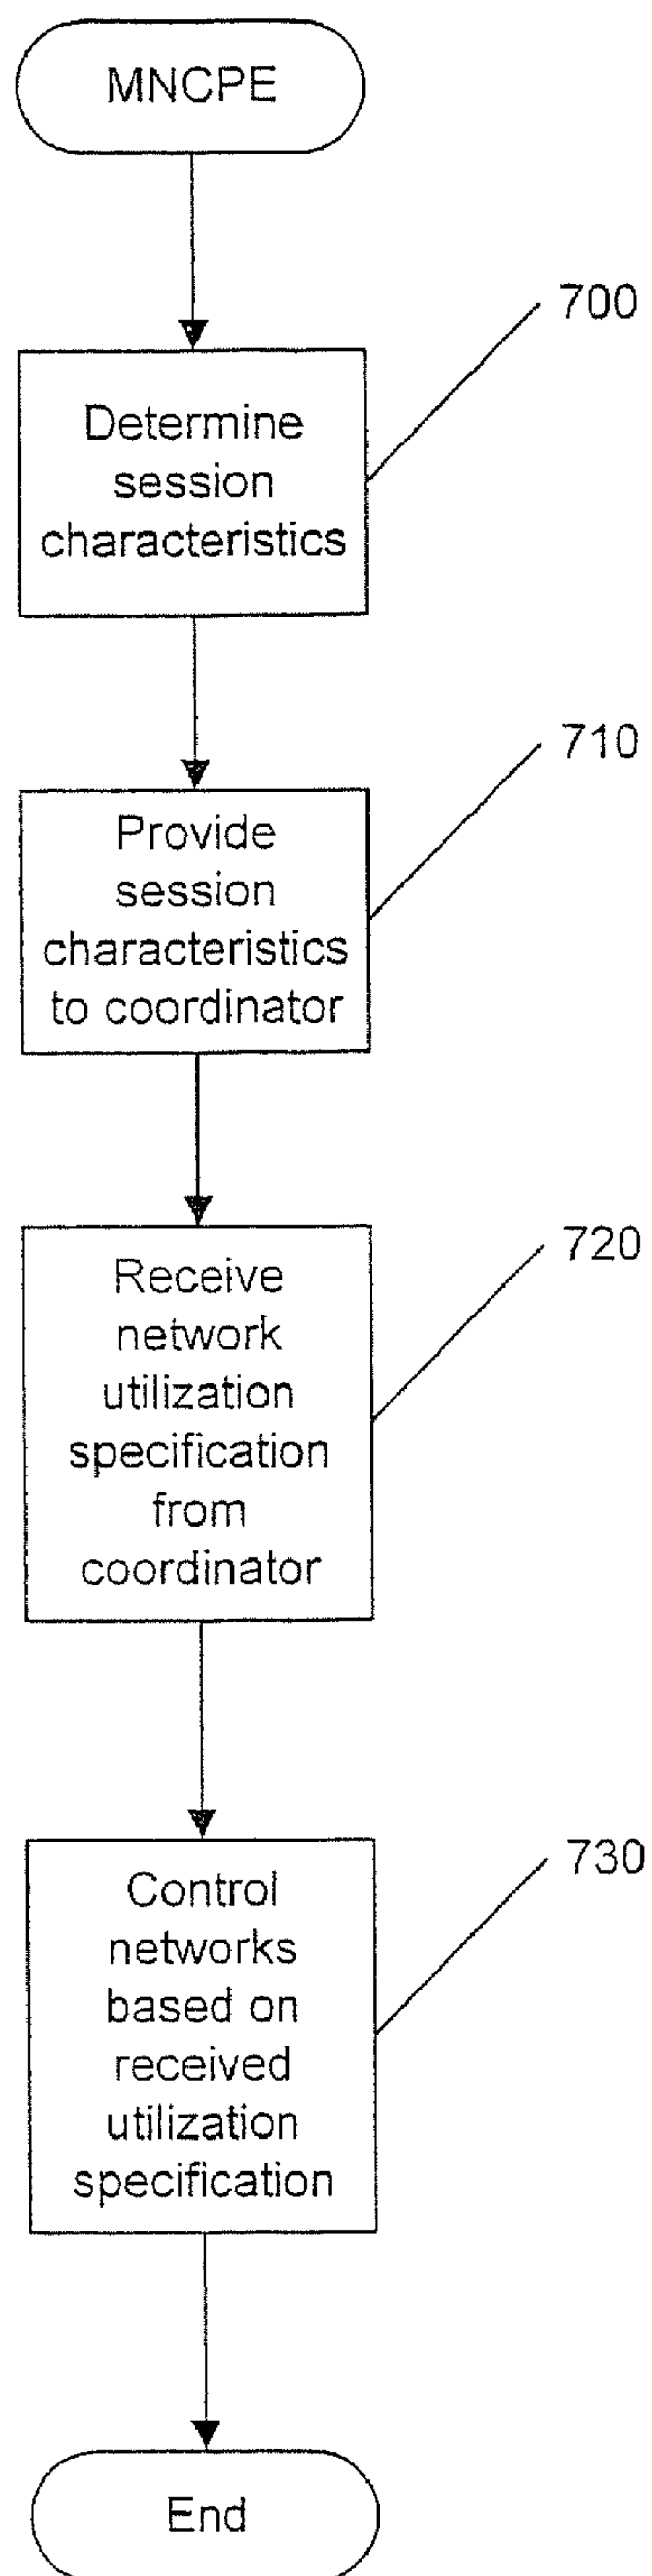 MNCPE
700
Determine
session
characteristics
710
Provide
session
characteristics
to coordinator
720
Receive
network
utilization
specification
from
coordinator
730
Control
networks
based on
received
utilization
specification
End